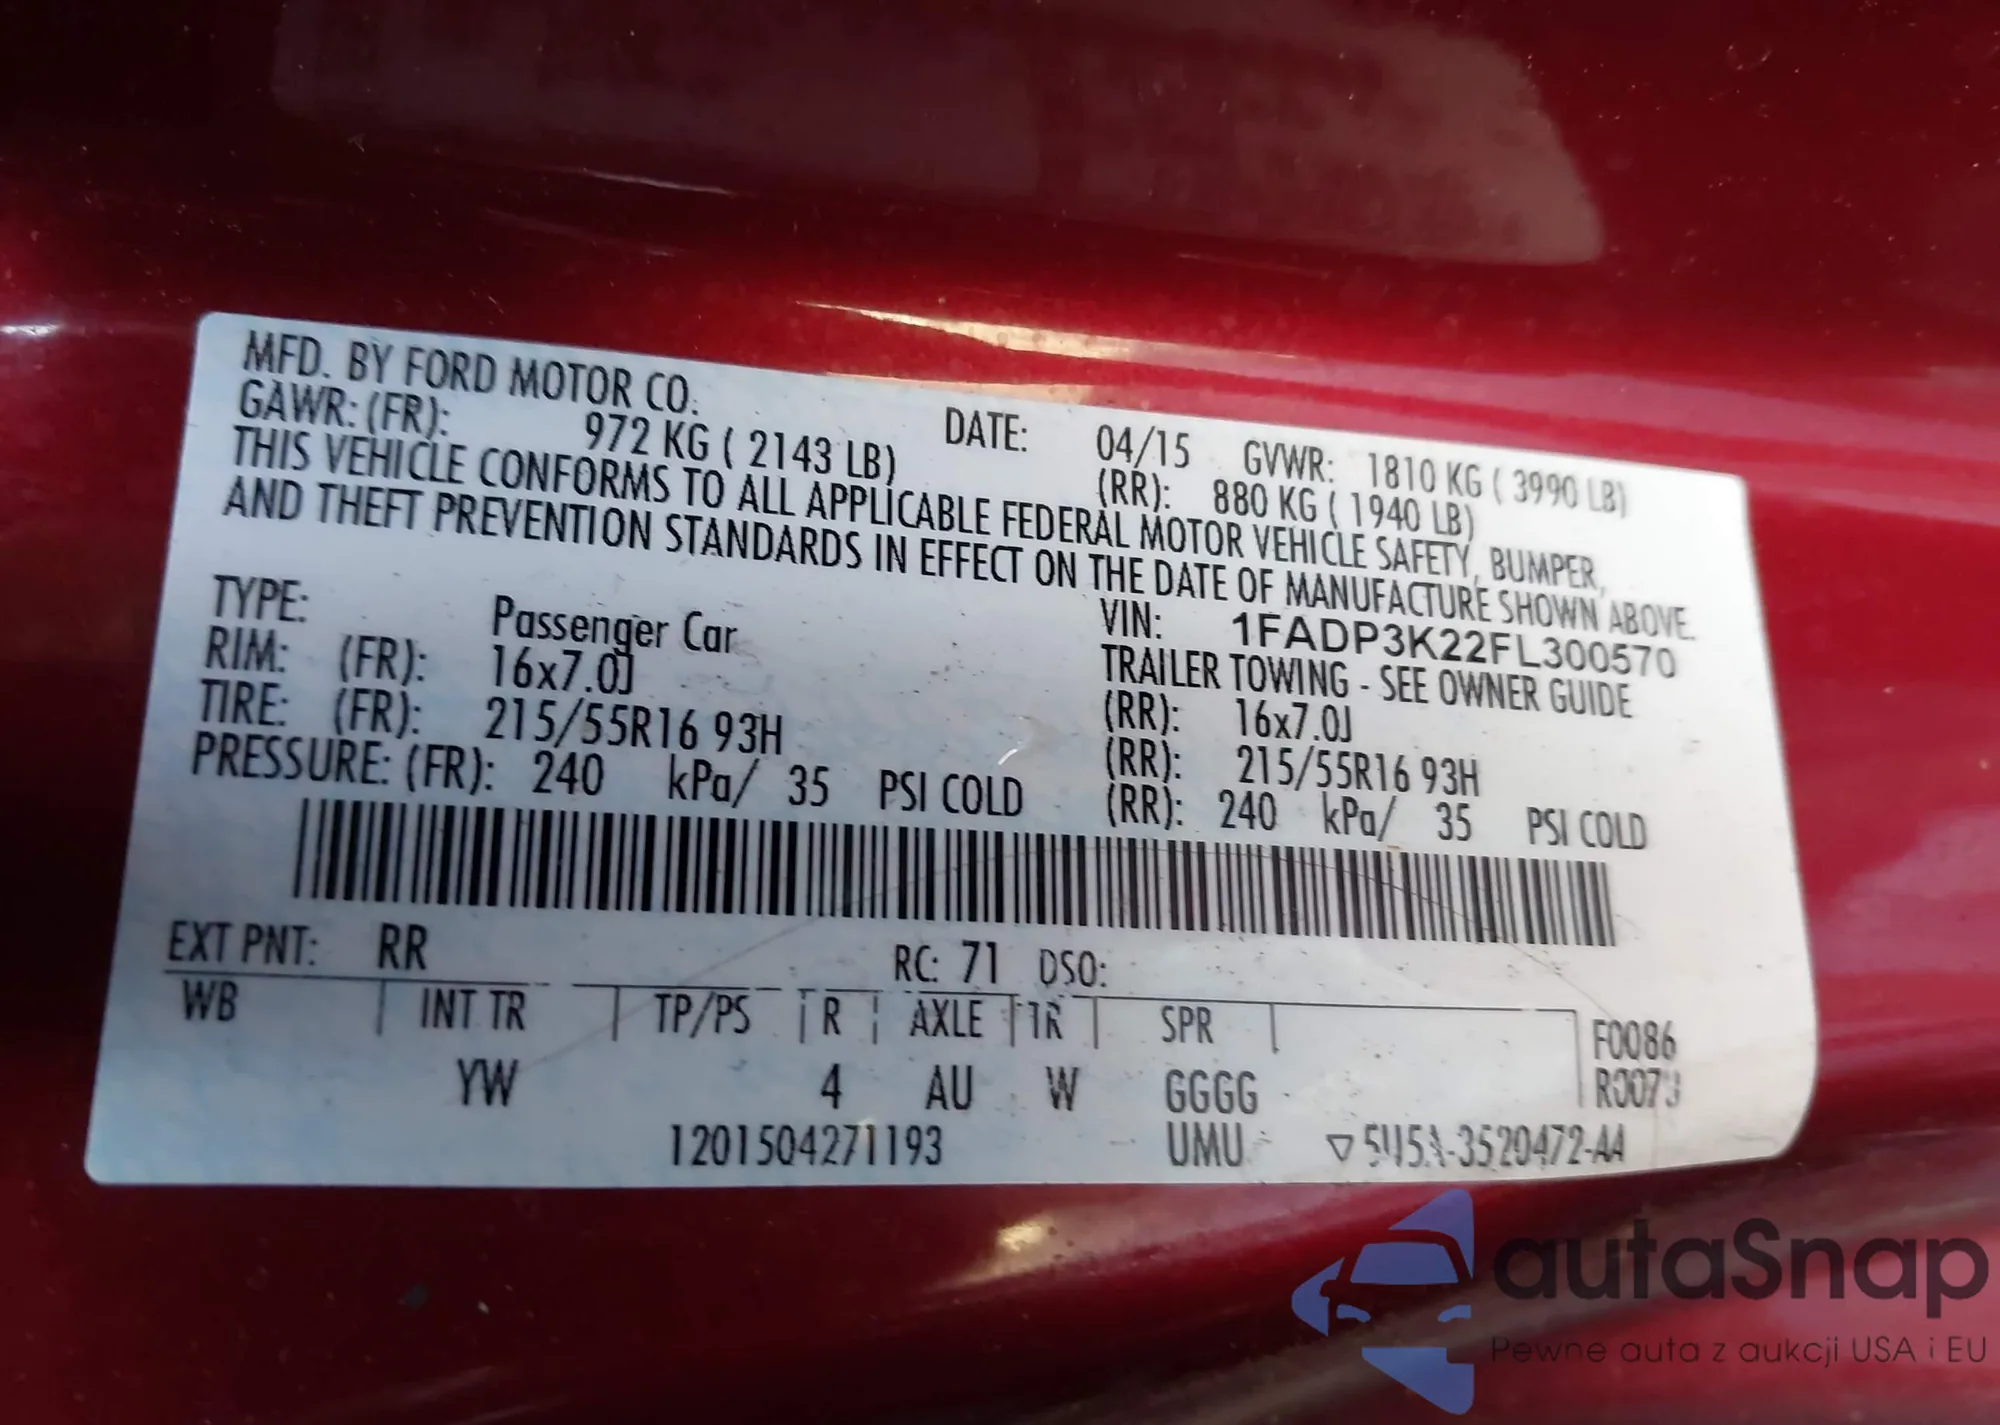 MFD. BY FORD MOTOR CO.
DATE: 04/15 GVWR: 1810 KG ( 3990 LB)
GAWR: (FR): 972 KG ( 2143 LB) (RR): 880 KG ( 1940 LB)
THIS VEHICLE CONFORMS TO ALL APPLICABLE FEDERAL MOTOR VEHICLE SAFETY, BUMPER,
AND THEFT PREVENTION STANDARDS IN EFFECT ON THE DATE OF MANUFACTURE SHOWN ABOVE.
VIN: 1FADP3K22FL300570
TYPE: Passenger Car TRAILER TOWING - SEE OWNER GUIDE
RIM: (FR): 16x7.0J (RR): 16x7.0J
TIRE: (FR): 215/55R16 93H (RR): 215/55R16 93H
PRESSURE: (FR): 240 kPa/ 35 PSI COLD (RR): 240 kPa/ 35 PSI COLD
EXT PNT: RR RC: 71 DSO:
WB INT TR TP/PS R AXLE TR SPR F0086
YW 4 AU W GGGG
1201504271193 UMU
autaSnap
Pewne auta z aukcji USA i EU